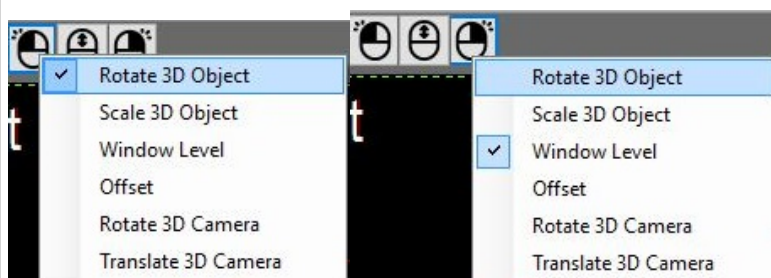 Rotate 3D Object
Scale 3D Object
t
Window Level
Offset
Rotate 3D Camera
Translate 3D Camera
Rotate 3D Object
Scale 3D Object
t
Window Level
Offset
Rotate 3D Camera
Translate 3D Camera